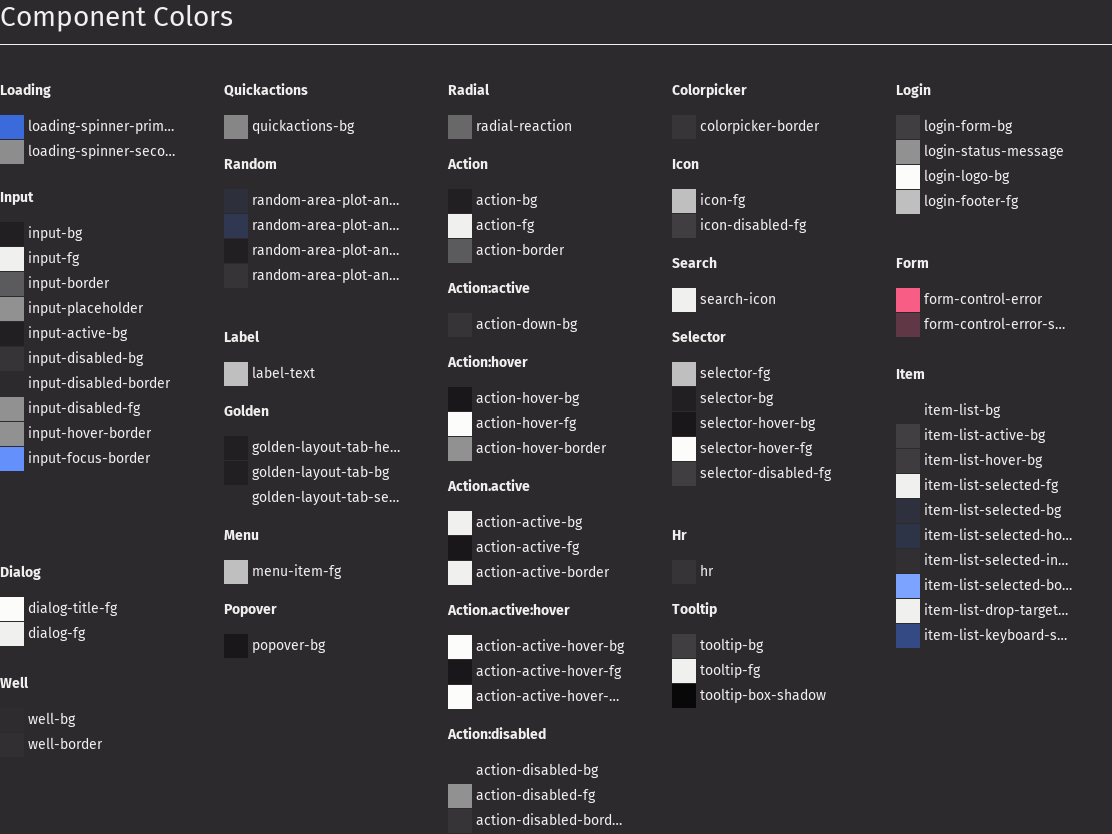 Component Colors
Loading
loading-spinner-prim...
loading-spinner-seco...
Input
input-bg
input-fg
input-border
input-placeholder
input-active-bg
input-disabled-bg
input-disabled-border
input-disabled-fg
input-hover-border
input-focus-border
Dialog
dialog-title-fg
dialog-fg
Well
well-bg
well-border
Quickactions
quickactions-bg
Random
random-area-plot-an...
random-area-plot-an...
random-area-plot-an...
random-area-plot-an...
Label
label-text
Golden
golden-layout-tab-he...
golden-layout-tab-bg
golden-layout-tab-se...
Menu
menu-item-fg
Popover
popover-bg
Radial
radial-reaction
Action
action-bg
action-fg
action-border
Action:active
action-down-bg
Action:hover
action-hover-bg
action-hover-fg
action-hover-border
Action.active
action-active-bg
action-active-fg
action-active-border
Action.active:hover
action-active-hover-bg
action-active-hover-fg
action-active-hover-...
Action:disabled
action-disabled-bg
action-disabled-fg
action-disabled-bord...
Colorpicker
colorpicker-border
Icon
icon-fg
icon-disabled-fg
Search
search-icon
Selector
selector-fg
selector-bg
selector-hover-bg
selector-hover-fg
selector-disabled-fg
Hr
hr
Tooltip
tooltip-bg
tooltip-fg
tooltip-box-shadow
Login
login-form-bg
login-status-message
login-logo-bg
login-footer-fg
Form
form-control-error
form-control-error-s...
Item
item-list-bg
item-list-active-bg
item-list-hover-bg
item-list-selected-fg
item-list-selected-bg
item-list-selected-ho...
item-list-selected-in...
item-list-selected-bo...
item-list-drop-target...
item-list-keyboard-s...